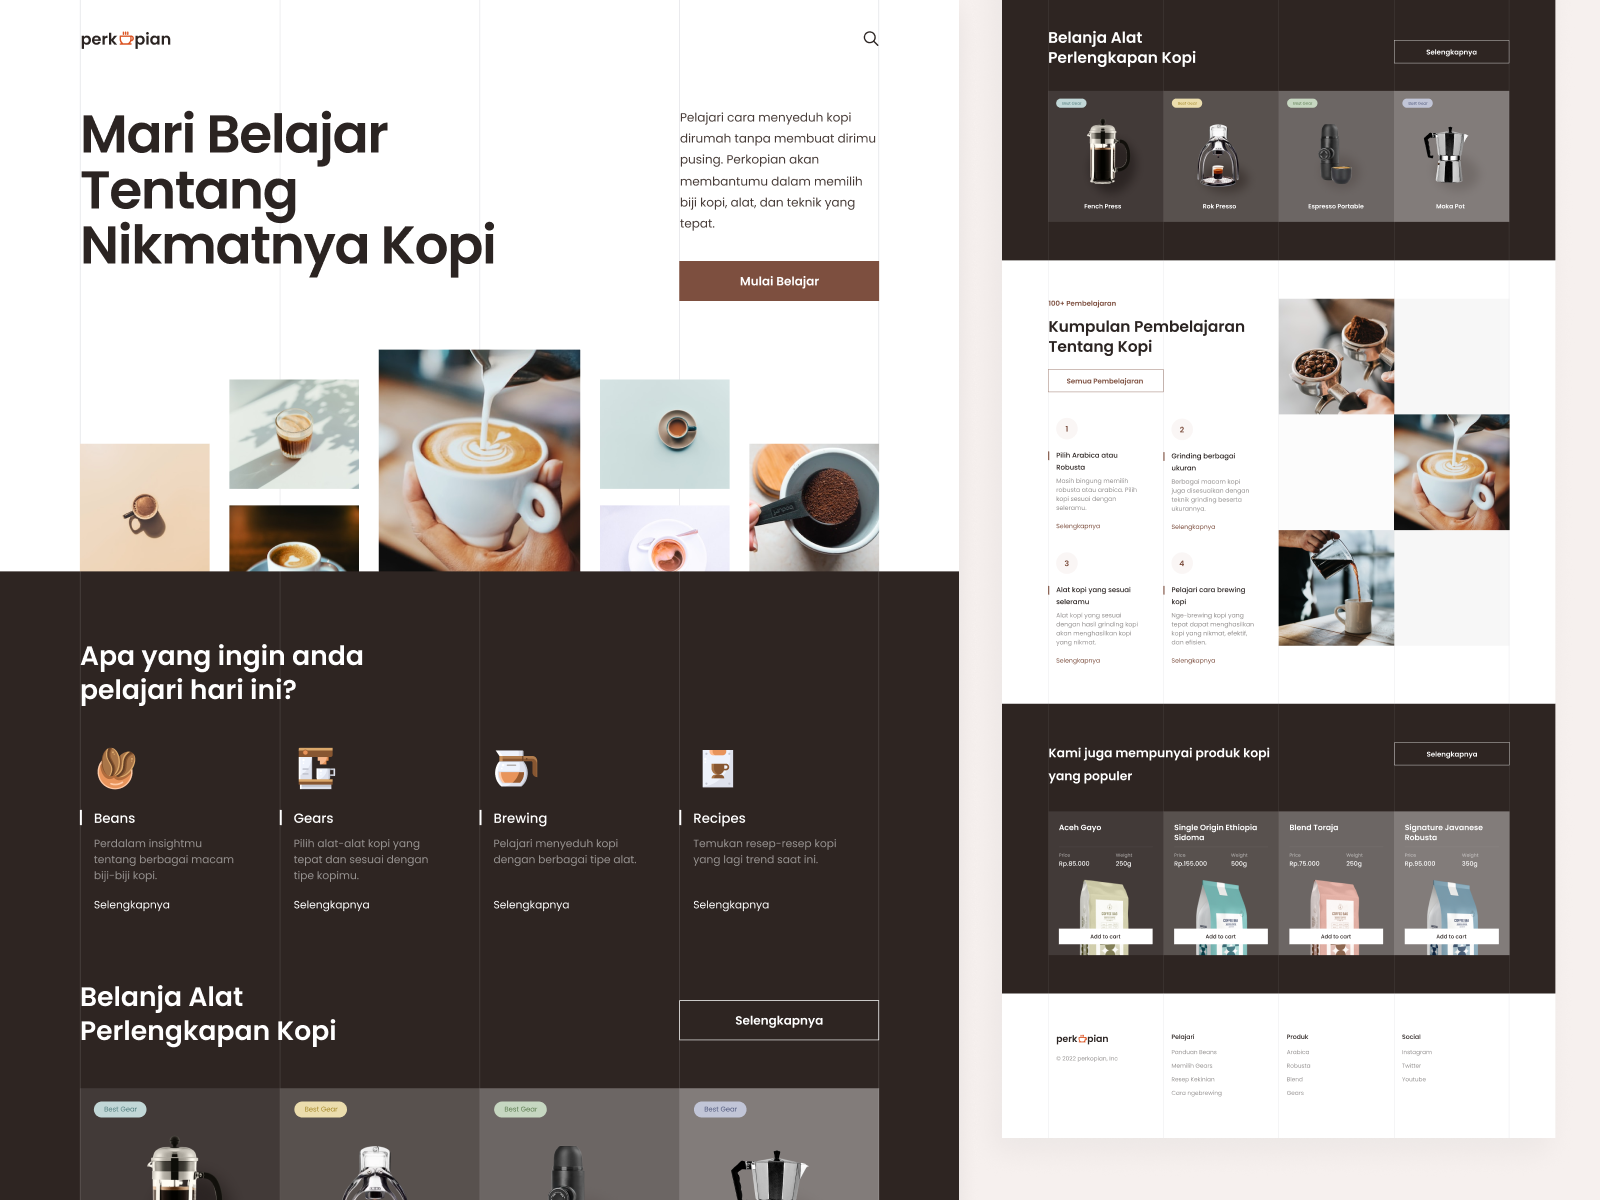 perkopian
Mari Belajar
Tentang
Nikmatnya Kopi
Pelajari cara menyeduh kopi
dirumah tanpa membuat dirimu
pusing. Perkopian akan
membantumu dalam memilih
biji kopi, alat, dan teknik yang
tepat.
Mulai Belajar
Apa yang ingin anda
pelajari hari ini?
Beans
Perdalam insightmu
tentang berbagai macam
biji-biji kopi.
Selengkapnya
Gears
Pilih alat-alat kopi yang
tepat dan sesuai dengan
tipe kopimu.
Selengkapnya
Brewing
Pelajari menyeduh kopi
dengan berbagai tipe alat.
Selengkapnya
Recipes
Temukan resep-resep kopi
yang lagi trend saat ini.
Selengkapnya
Belanja Alat
Perlengkapan Kopi
Selengkapnya
Best Gear
Best Gear
Best Gear
Best Gear
Belanja Alat
Perlengkapan Kopi
Selengkapnya
Best Gear
Best Gear
Best Gear
Best Gear
Fench Press
Rok Presso
Espresso Portable
Moka Pot
100+ Pembelajaran
Kumpulan Pembelajaran
Tentang Kopi
Semua Pembelajaran
1
Pilih Arabica atau
Robusta
Masih bingung memilih
robusta atau arabica. Pilih
kopi sesuai dengan
seleramu.
Selengkapnya
2
Grinding berbagai
ukuran
Berbagai macam kopi
juga disesuaikan dengan
teknik grinding beserta
ukurannya.
Selengkapnya
3
Alat kopi yang sesuai
seleramu
Alat kopi yang sesuai
dengan hasil grinding kopi
akan menghasilkan kopi
yang nikmat.
Selengkapnya
4
Pelajari cara brewing
kopi
Nge-brewing kopi yang
tepat dapat menghasilkan
kopi yang nikmat, efektif,
dan efisien.
Selengkapnya
Kami juga mempunyai produk kopi
yang populer
Selengkapnya
Aceh Gayo
Price
Weight
Rp.85.000
250g
COFFEE BAG
Add to cart
Single Origin Ethiopia
Sidoma
Price
Weight
Rp.155.000
500g
COFFEE BAG
Add to cart
Blend Toraja
Price
Weight
Rp.75.000
250g
COFFEE BAG
Add to cart
Signature Javanese
Robusta
Price
Weight
Rp.95.000
350g
COFFEE BAG
Add to cart
perkopian
© 2022 perkopian, Inc
Pelajari
Panduan Beans
Memilih Gears
Resep Kekinian
Cara ngebrewing
Produk
Arabica
Robusta
Blend
Gears
Social
Instagram
Twitter
Youtube